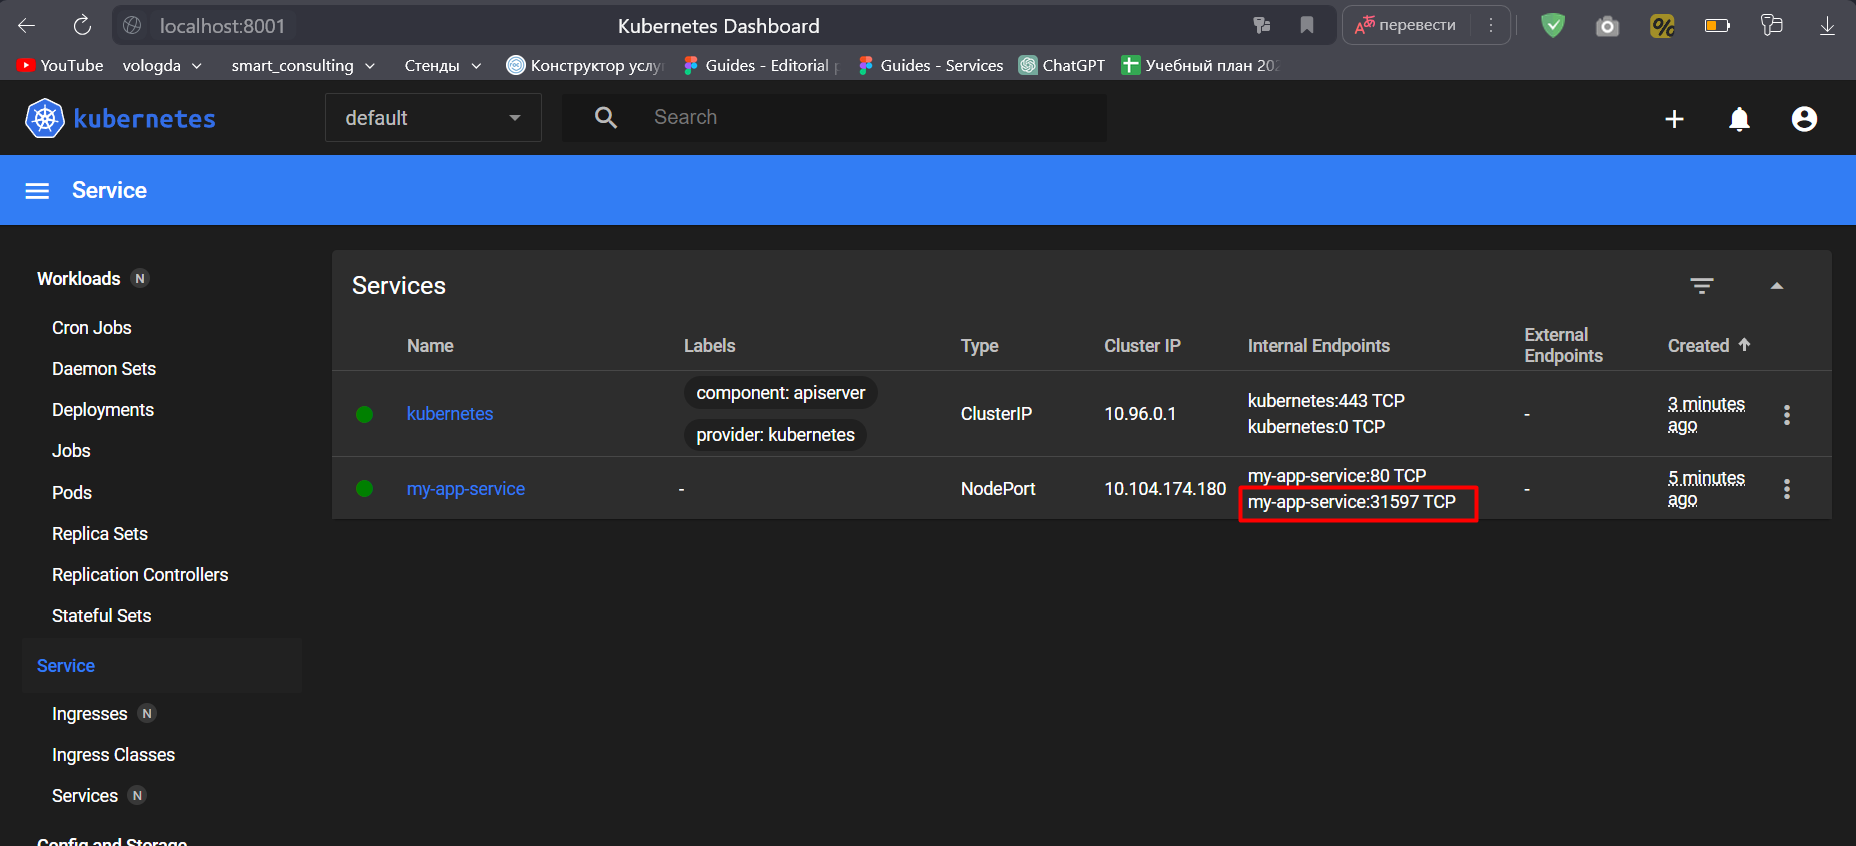 localhost:8001
Kubernetes Dashboard
перевести
YouTube
vologda
smart_consulting
Стенды
Конструктор услу
Guides - Editorial
Guides - Services
ChatGPT
Учебный план 202
kubernetes
default
Search
Service
Workloads N
Cron Jobs
Daemon Sets
Deployments
Jobs
Pods
Replica Sets
Replication Controllers
Stateful Sets
Service
Ingresses N
Ingress Classes
Services N
Config and Storage
Services
Name
Labels
Type
Cluster IP
Internal Endpoints
External
Endpoints
Created
kubernetes
component: apiserver
provider: kubernetes
ClusterIP
10.96.0.1
kubernetes:443 TCP
kubernetes:0 TCP
-
3 minutes
ago
my-app-service
-
NodePort
10.104.174.180
my-app-service:80 TCP
my-app-service:31597 TCP
-
5 minutes
ago